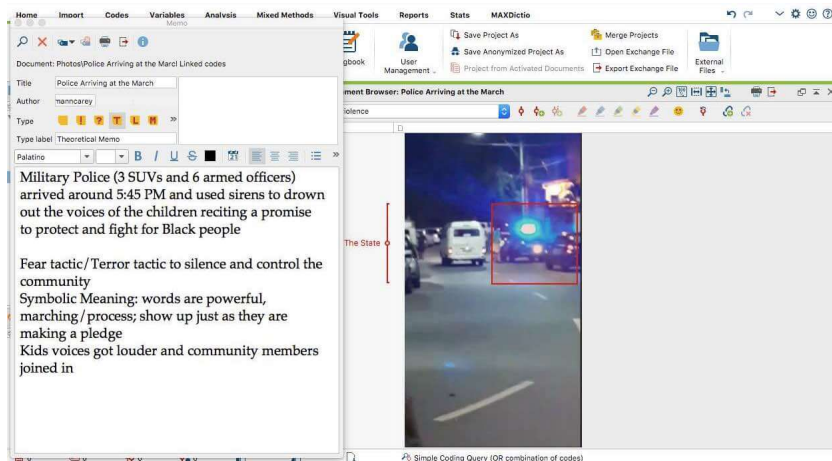 Home Import Codes Variables Analysis Mixed Methods Visual Tools Reports Stats MAXDictio
Memo
Save Project As
Merge Projects
Save Anonymized Project As
Open Exchange File
Project from Activated Documents
Export Exchange File
User
Management
External
Files
Document: Photos\Police Arriving at the Marcl Linked codes
Title Police Arriving at the March
Author
Type
Type label Theoretical Memo
Palatino
B I U S
ment Browser: Police Arriving at the March
iolence
Military Police (3 SUVs and 6 armed officers)
arrived around 5:45 PM and used sirens to drown
out the voices of the children reciting a promise
to protect and fight for Black people
Fear tactic/Terror tactic to silence and control the
community
Symbolic Meaning: words are powerful,
marching/process; show up just as they are
making a pledge
Kids voices got louder and community members
joined in
The State
Simple Coding Query (OR combination of codes)